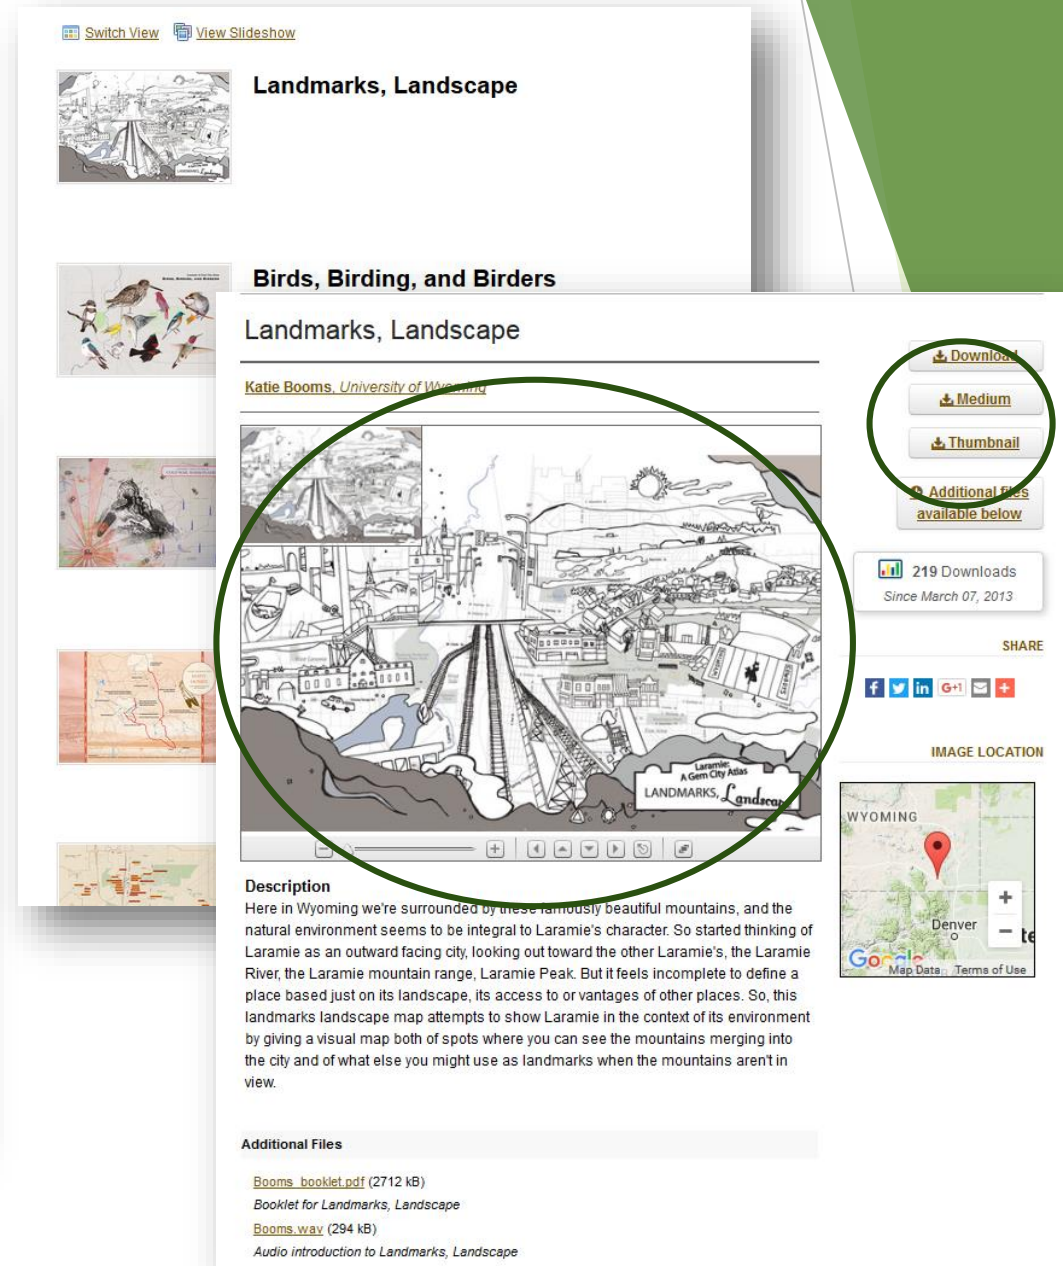 Switch View View Slideshow
Landmarks, Landscape
Birds, Birding, and Birders
Landmarks, Landscape
Katie Booms, University of Wyoming
Laramie:
A Gem City Atlas
LANDMARKS, Landscape
Description
Here in Wyoming we're surrounded by these famously beautiful mountains, and the
natural environment seems to be integral to Laramie's character. So started thinking of
Laramie as an outward facing city, looking out toward the other Laramie's, the Laramie
River, the Laramie mountain range, Laramie Peak. But it feels incomplete to define a
place based just on its landscape, its access to or vantages of other places. So, this
landmarks landscape map attempts to show Laramie in the context of its environment
by giving a visual map both of spots where you can see the mountains merging into
the city and of what else you might use as landmarks when the mountains aren't in
view.
Additional Files
Booms_booklet.pdf (2712 kB)
Booklet for Landmarks, Landscape
Booms.wav (294 kB)
Audio introduction to Landmarks, Landscape
Download
Medium
Thumbnail
Additional files
available below
219 Downloads
Since March 07, 2013
SHARE
G+1
IMAGE LOCATION
WYOMING
Denver
Google
Map Data Terms of Use